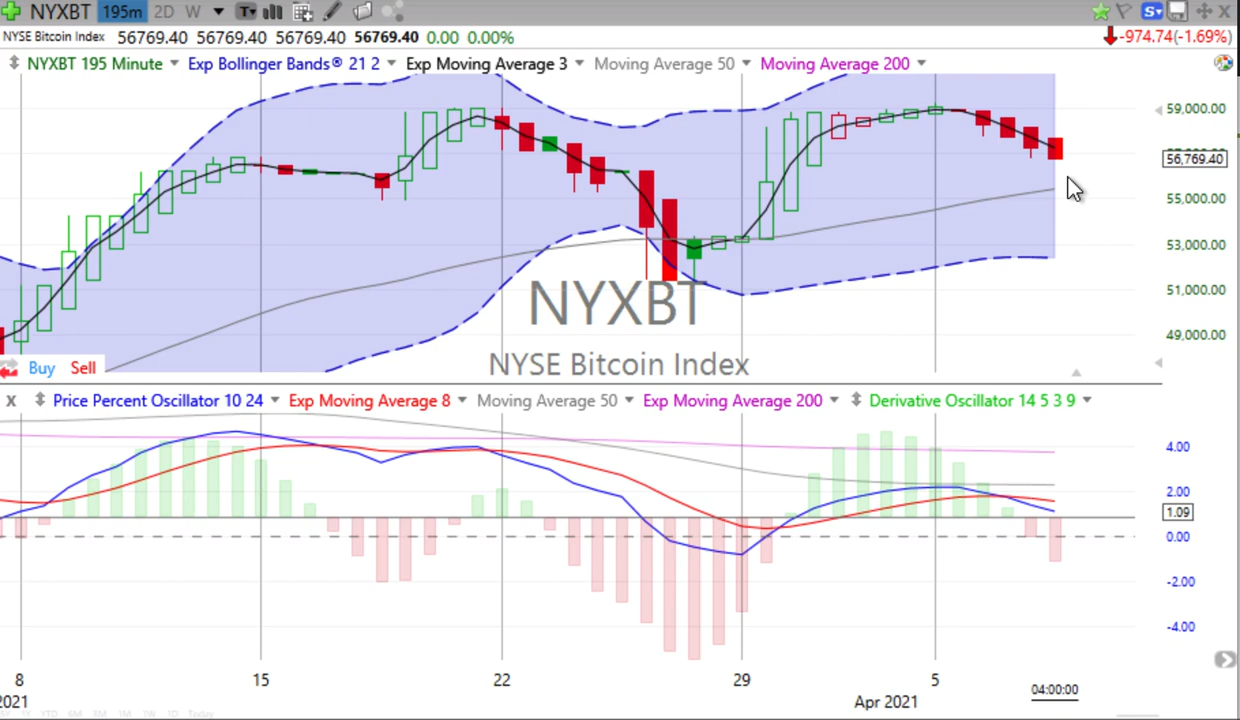 NYXBT 195m 2D W T S
NYSE Bitcoin Index 56769.40 56769.40 56769.40 56769.40 0.00 0.00% -974.74(-1.69%)
NYXBT 195 Minute Exp Bollinger Bands® 21 2 Exp Moving Average 3 Moving Average 50 Moving Average 200
59,000.00
56,769.40
55,000.00
53,000.00
51,000.00
49,000.00
NYXBT
NYSE Bitcoin Index
Buy Sell
X Price Percent Oscillator 10 24 Exp Moving Average 8 Moving Average 50 Exp Moving Average 200 Derivative Oscillator 14 5 3 9
4.00
2.00
1.09
0.00
-2.00
-4.00
8 15 22 29 5
2021 Apr 2021 04:00:00